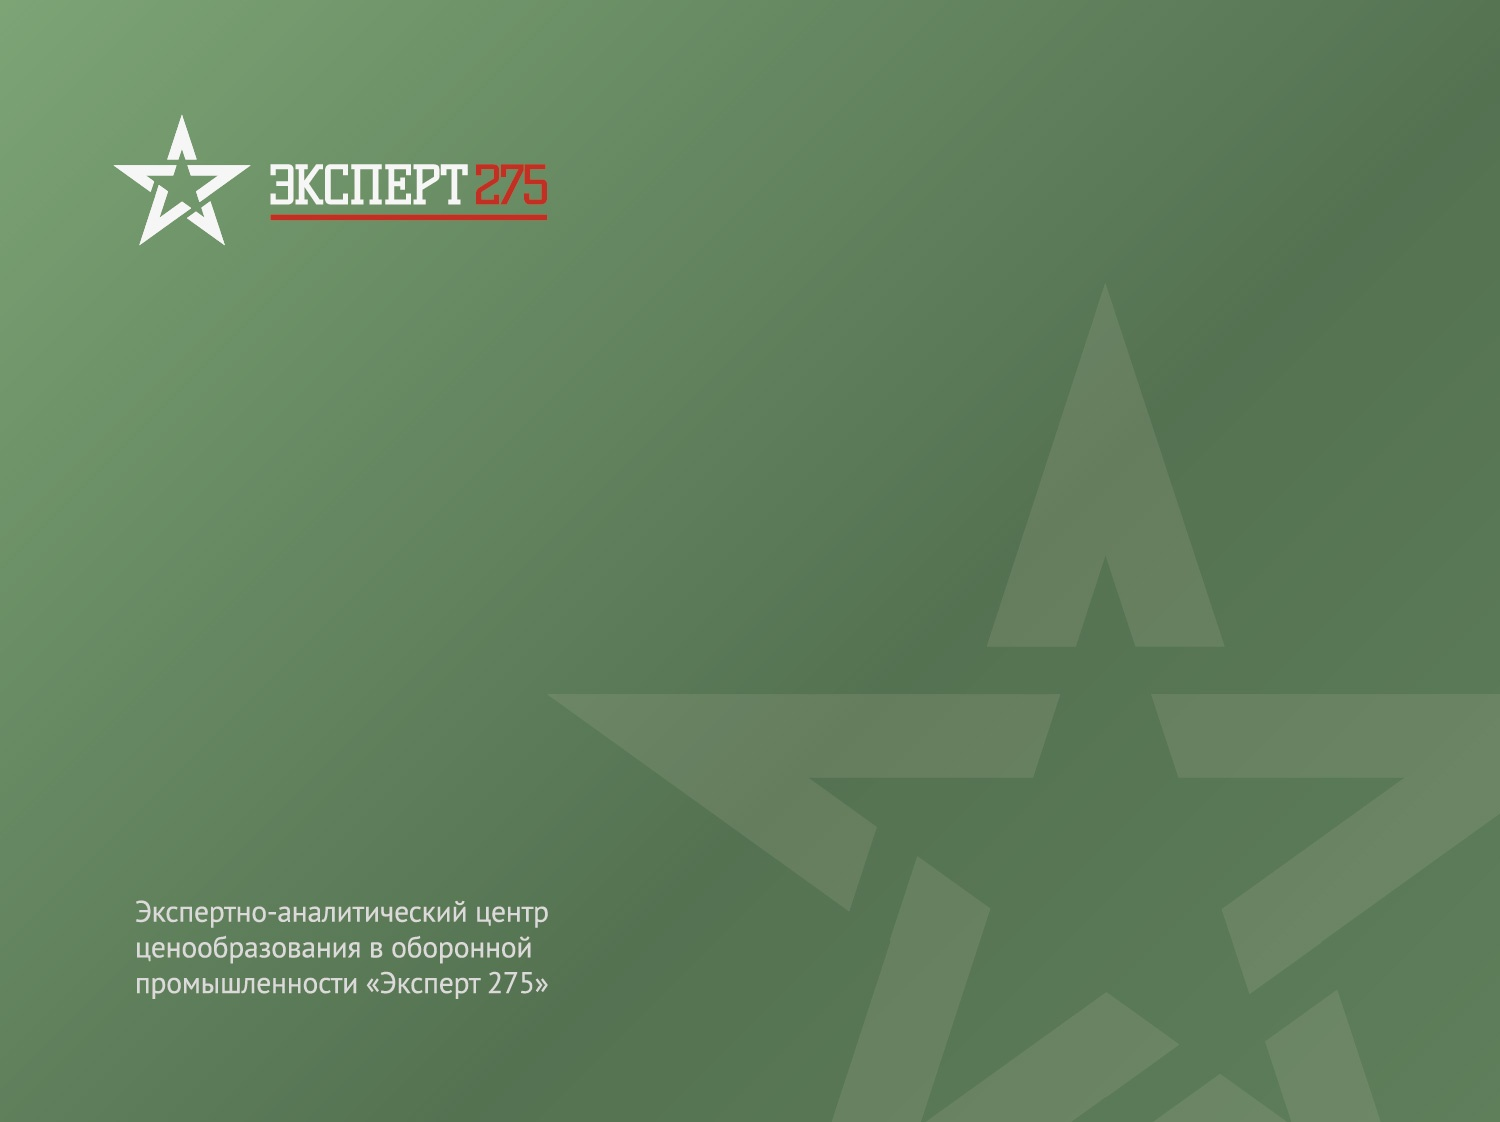 ЭКСПЕРТ 275
Экспертно-аналитический центр
ценообразования в оборонной
промышленности «Эксперт 275»